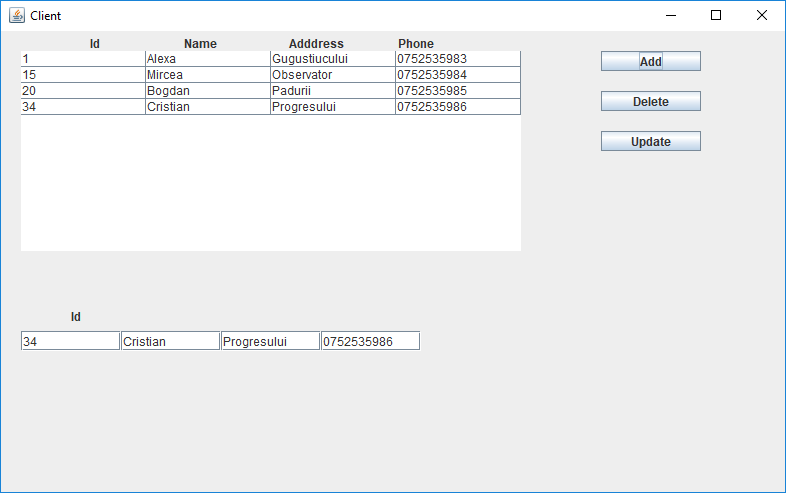 Client
Id Name Adddress Phone
1 Alexa Gugustiucului 0752535983
15 Mircea Observator 0752535984
20 Bogdan Padurii 0752535985
34 Cristian Progresului 0752535986
Add
Delete
Update
Id
34 Cristian Progresului 0752535986